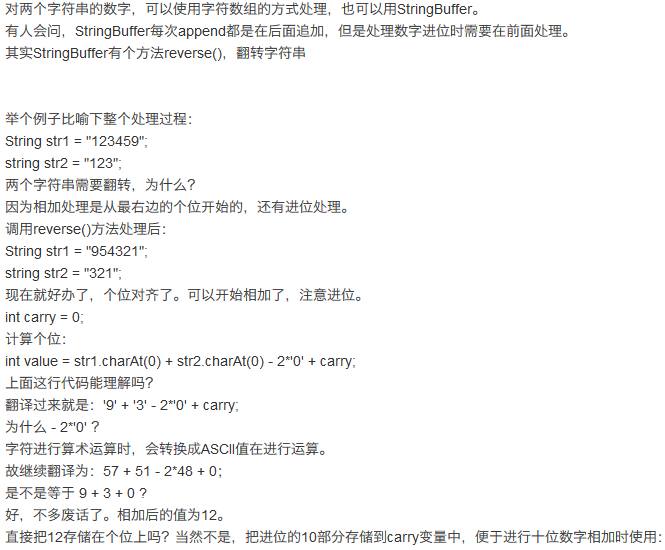 对两个字符串的数字，可以使用字符数组的方式处理，也可以用StringBuffer。
有人会问，StringBuffer每次append都是在后面追加，但是处理数字进位时需要在前面处理。
其实StringBuffer有个方法reverse()，翻转字符串
举个例子比喻下整个处理过程：
String str1 = "123459";
string str2 = "123";
两个字符串需要翻转，为什么？
因为相加处理是从最右边的个位开始的，还有进位处理。
调用reverse()方法处理后：
String str1 = "954321";
string str2 = "321";
现在就好办了，个位对齐了。可以开始相加了，注意进位。
int carry = 0;
计算个位：
int value = str1.charAt(0) + str2.charAt(0) - 2*'0' + carry;
上面这行代码能理解吗？
翻译过来就是：'9' + '3' - 2*'0' + carry;
为什么 - 2*'0' ？
字符进行算术运算时，会转换成ASCII值在进行运算。
故继续翻译为：57 + 51 - 2*48 + 0；
是不是等于 9 + 3 + 0 ?
好，不多废话了。相加后的值为12。
直接把12存储在个位上吗？当然不是，把进位的10部分存储到carry变量中，便于进行十位数字相加时使用：